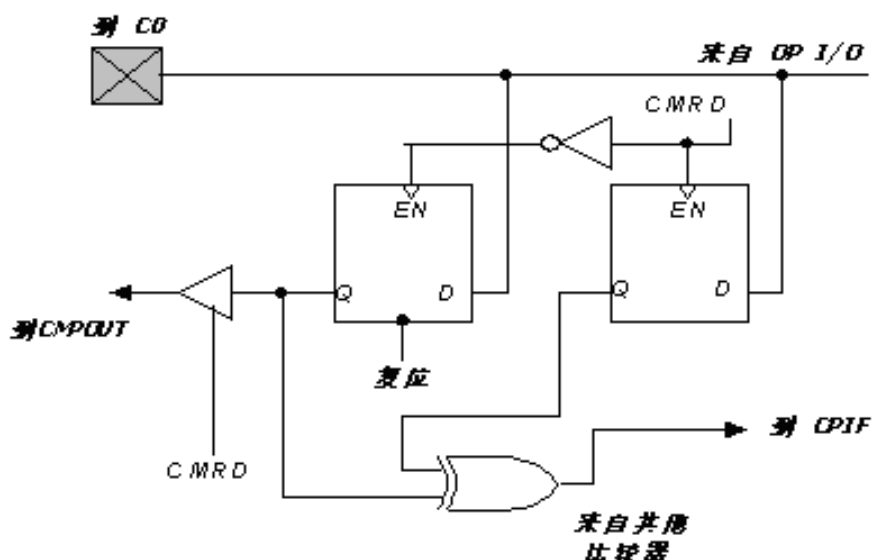 到 C0
来自 OP I/O
CMRD
EN
EN
Q
D
Q
D
到CMPOUT
复位
CMRD
到 CPIF
来自其他
比较器